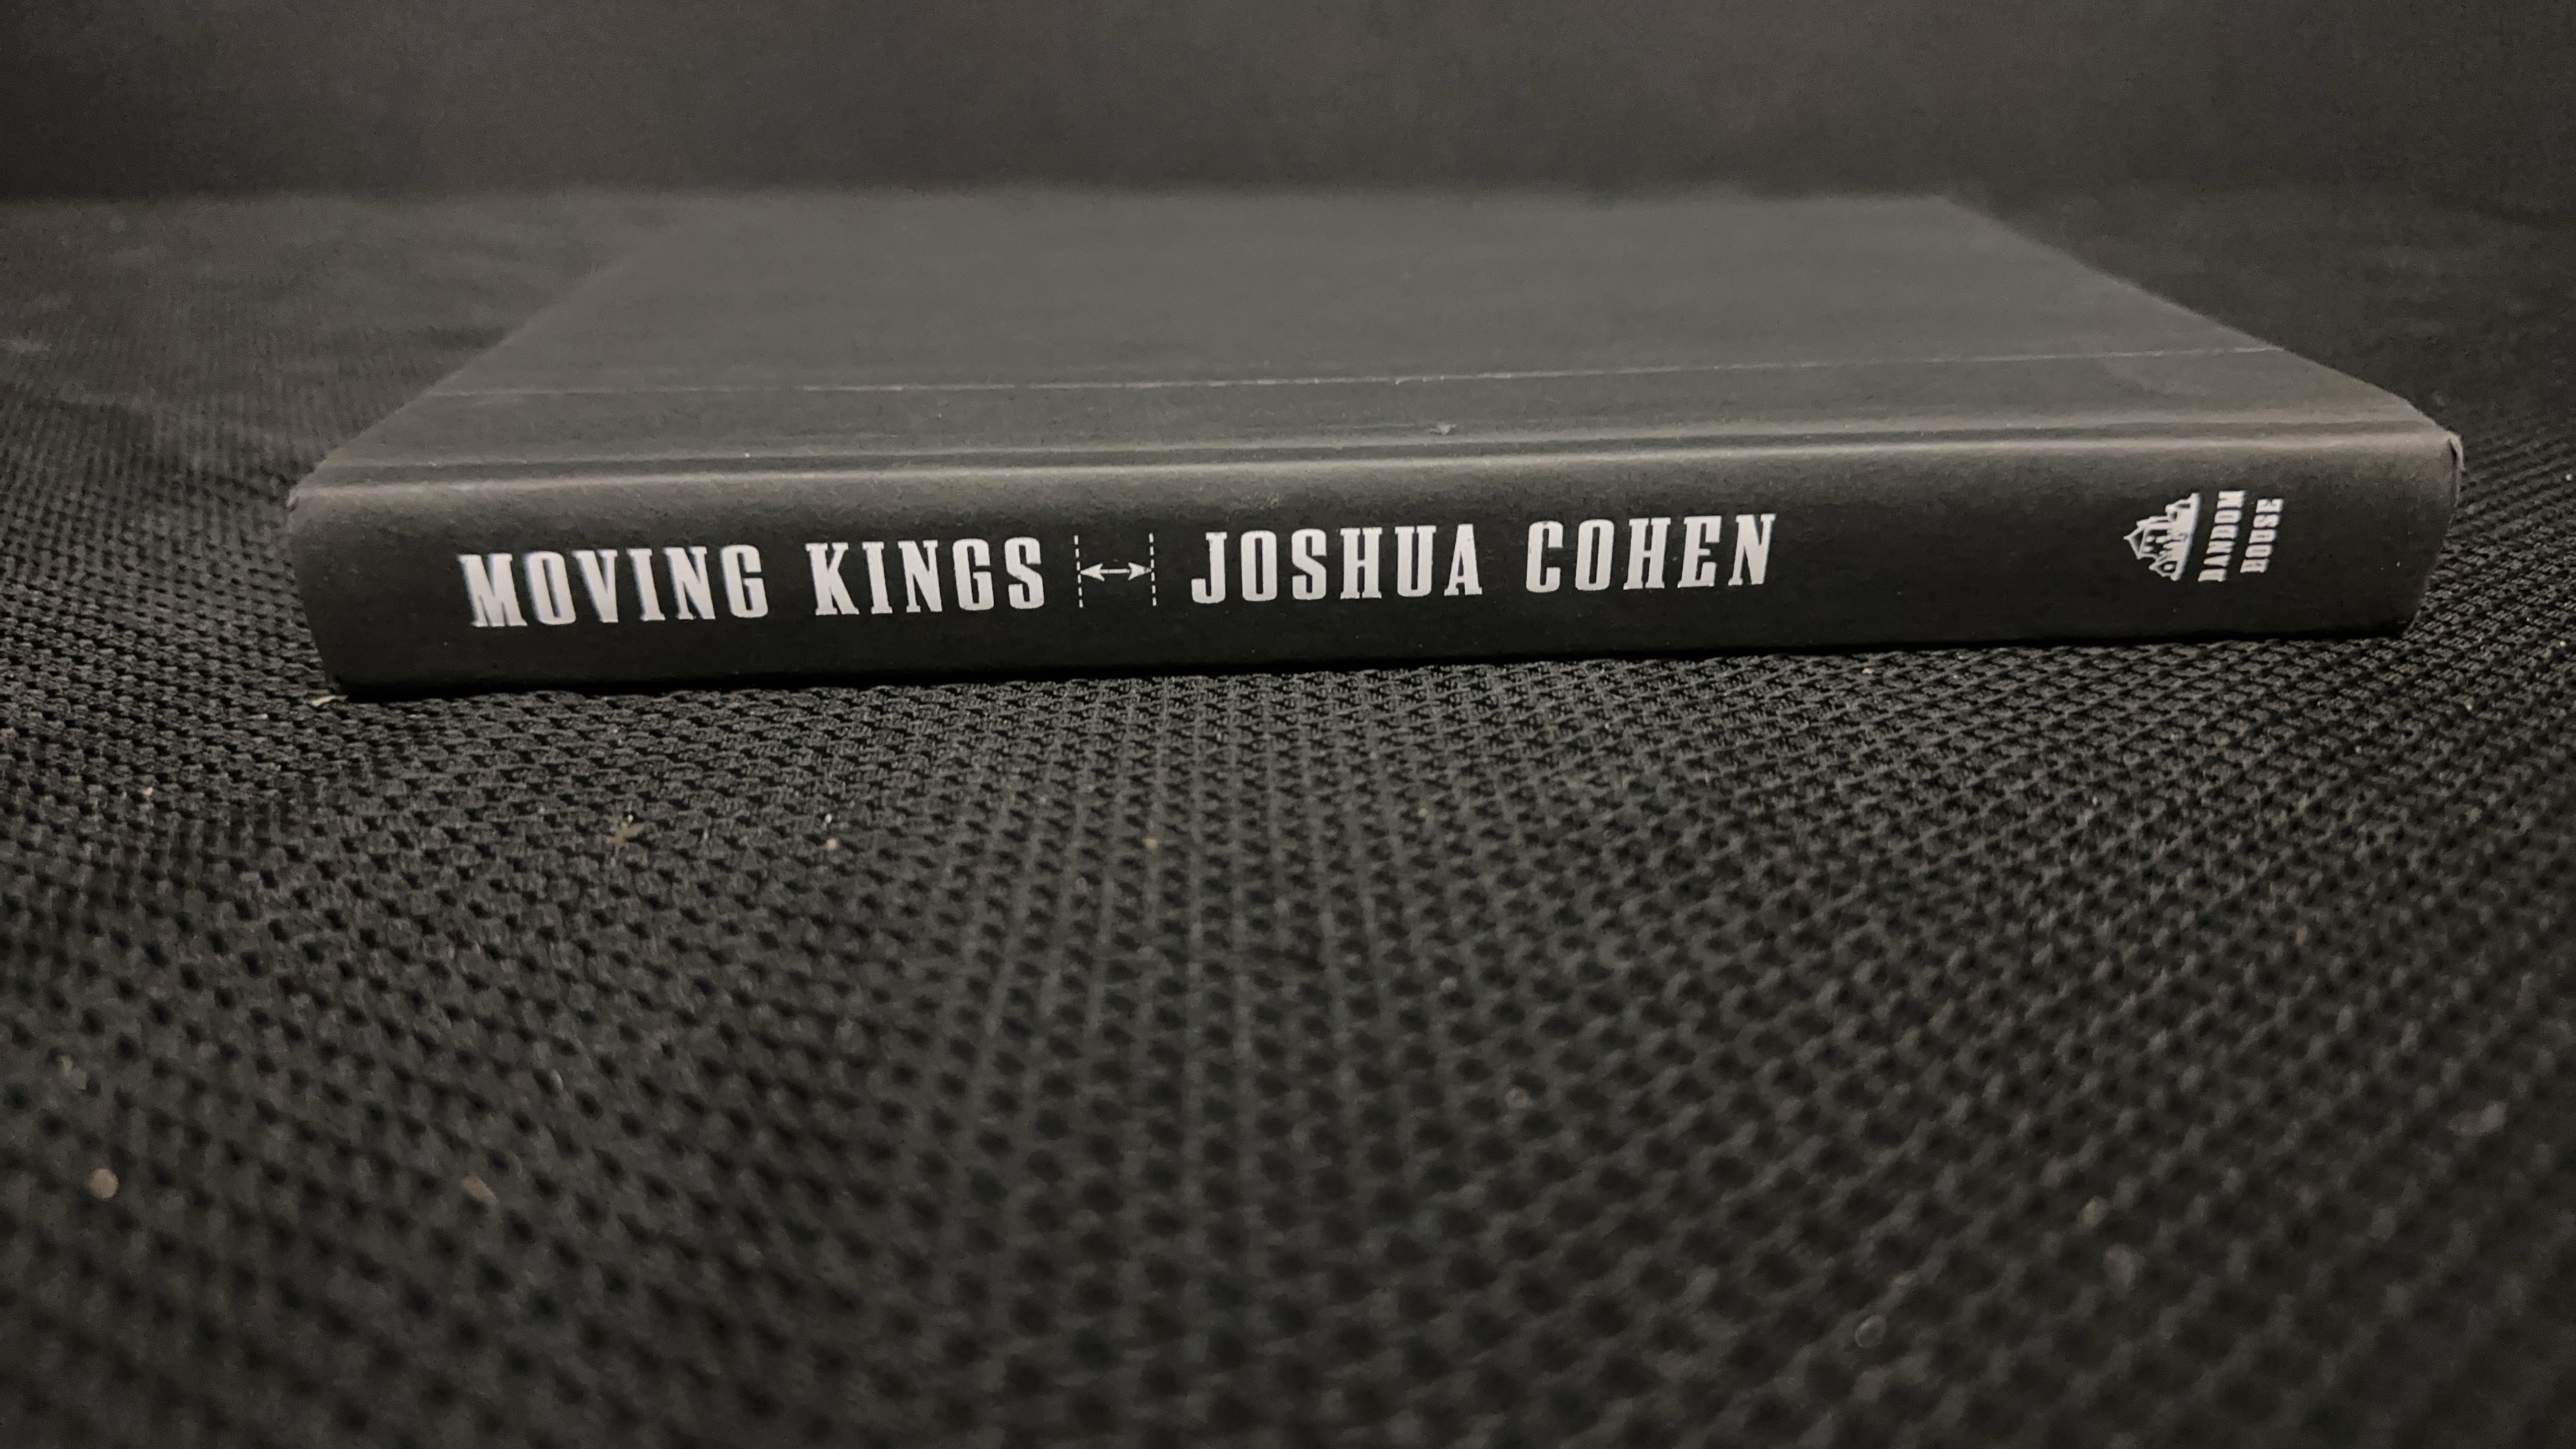 MOVING KINGS ↔ JOSHUA COHEN
RANDOM
HOUSE